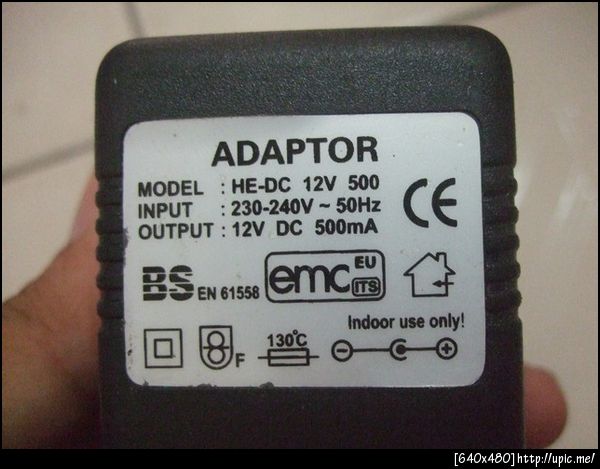 ADAPTOR
MODEL : HE-DC 12V 500
INPUT : 230-240V ~ 50Hz
OUTPUT : 12V DC 500mA
CE
BS EN 61558
emc EU ITS
Indoor use only!
F
130°C
[640x480]http://upic.me/